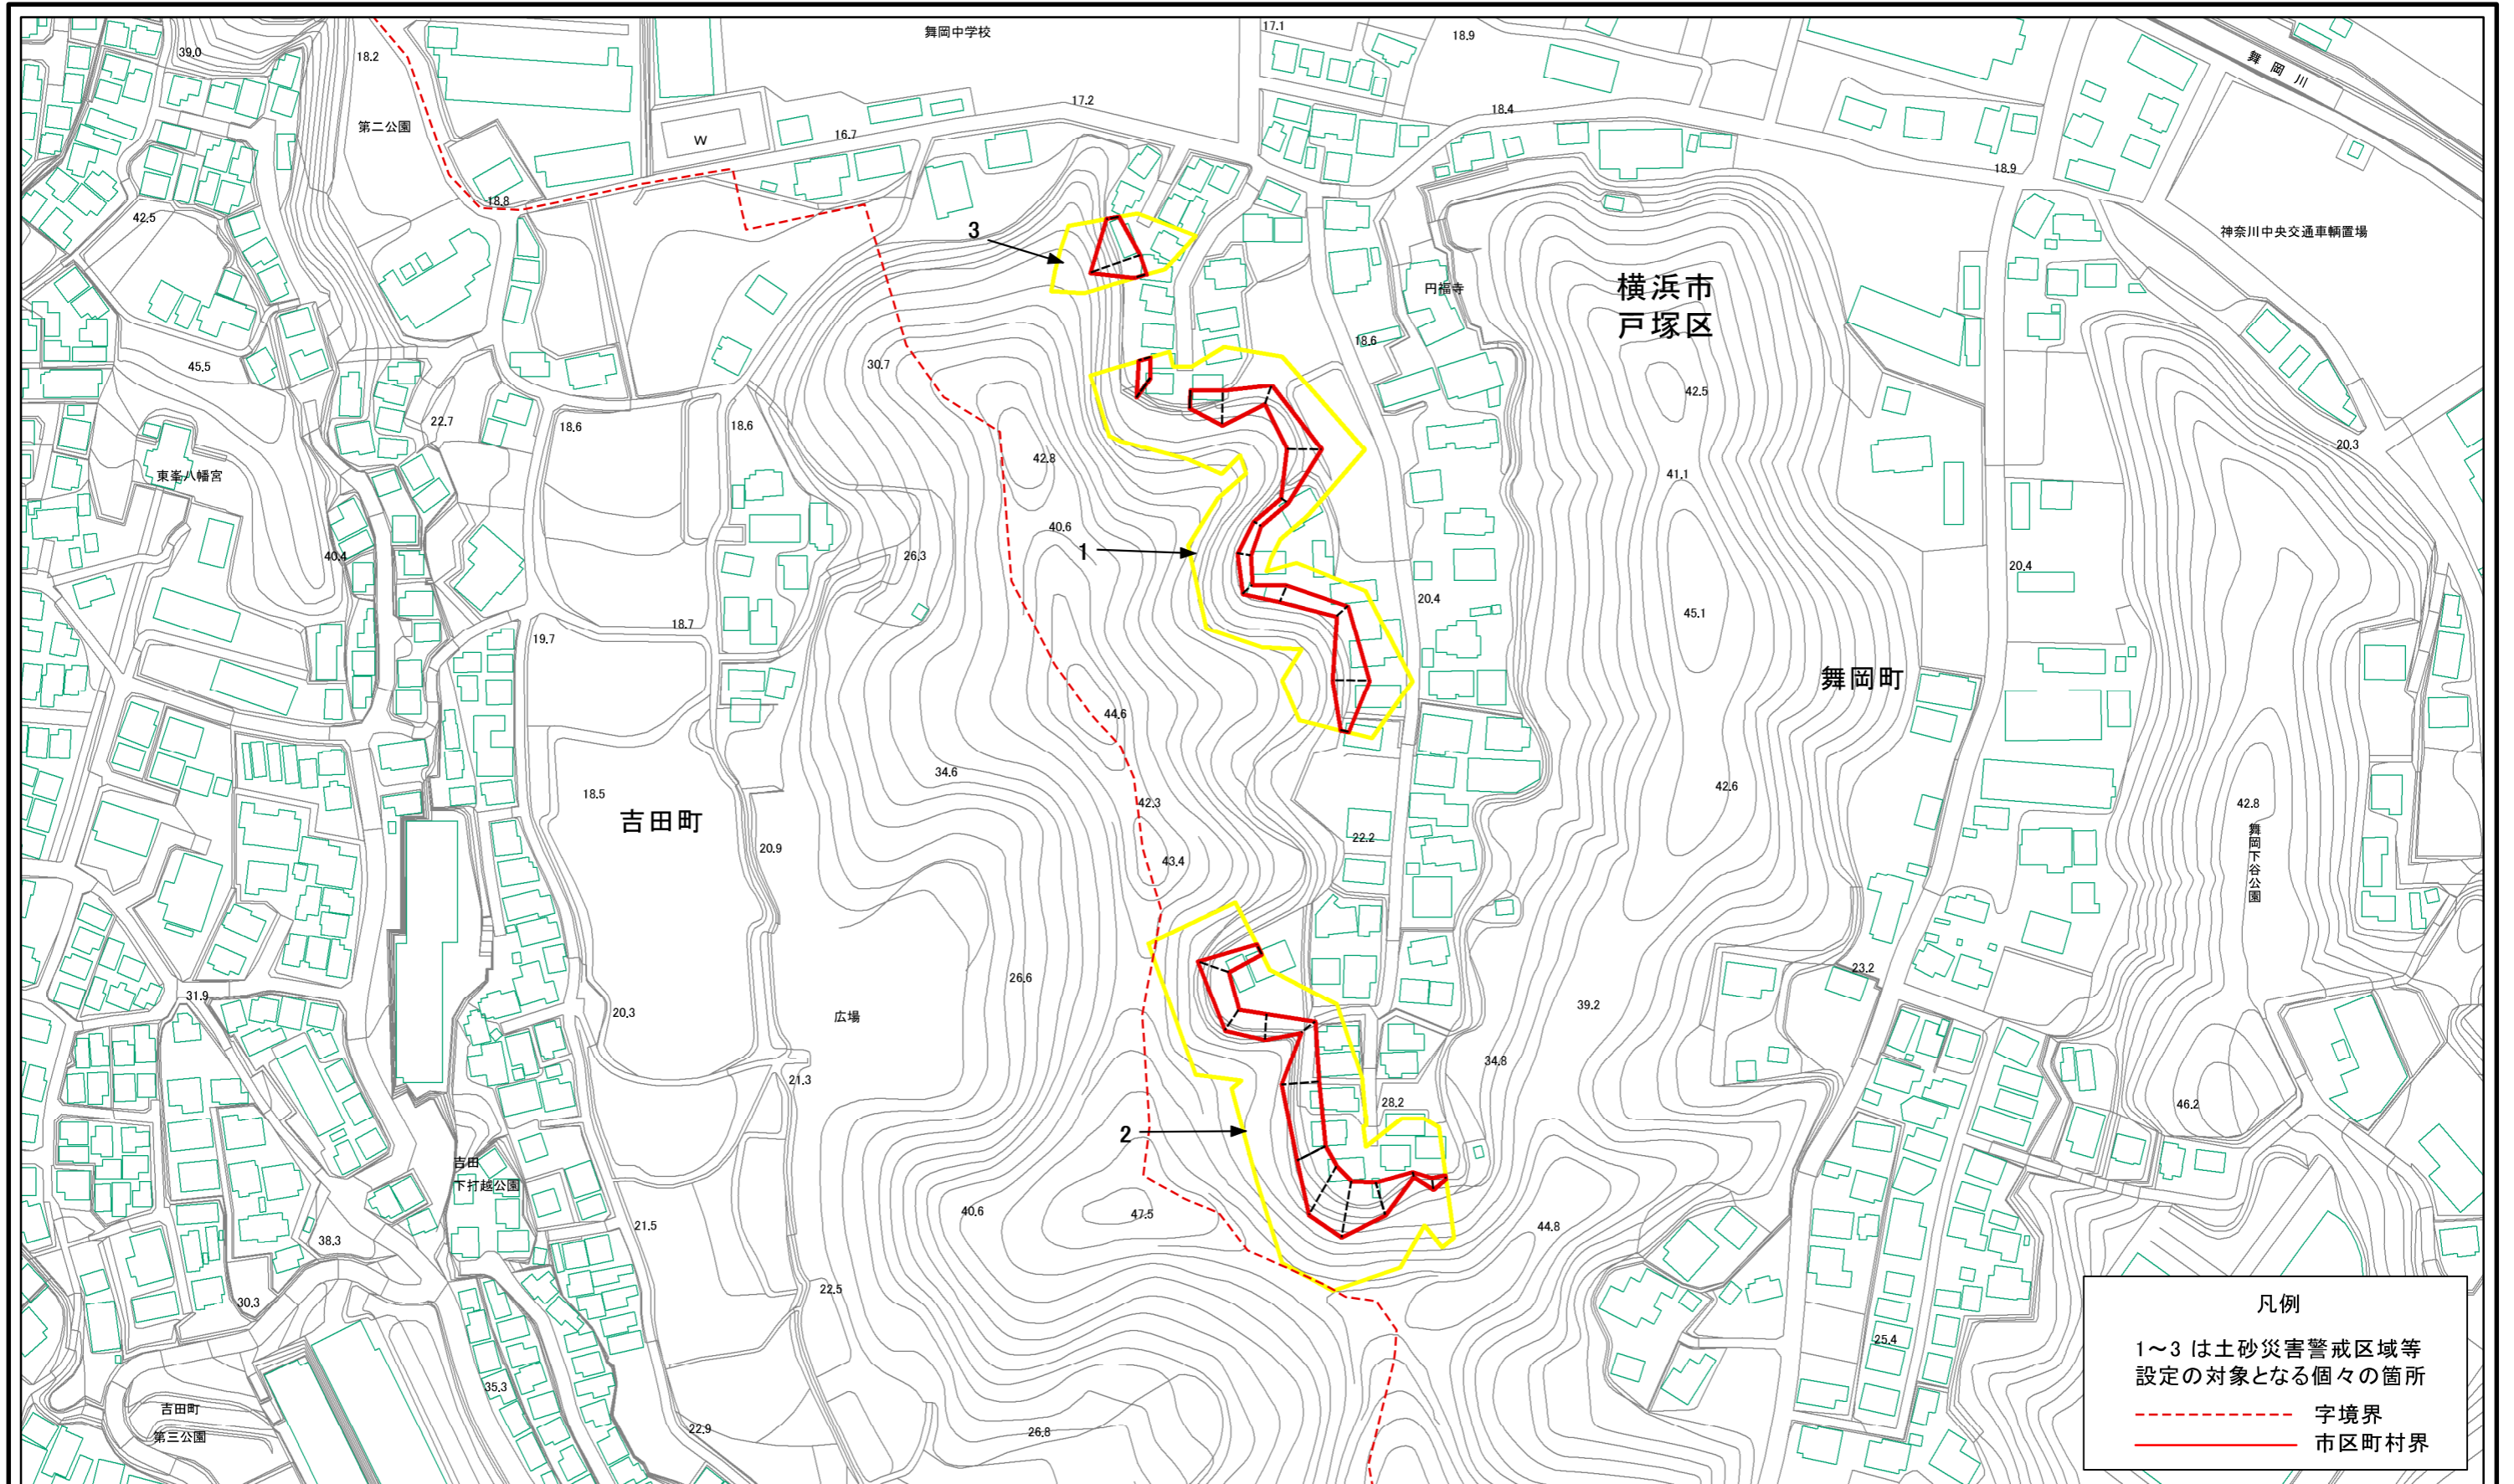 舞岡中学校
17.1
18.9
39.0
18.2
舞岡川
17.2
18.4
第二公園
16.7
W
18.9
18.8
42.5
神奈川中央交通車輌置場
3
円福寺
横浜市
戸塚区
18.6
45.5
30.7
42.5
22.7
18.6
18.6
20.3
42.8
東峯八幡宮
41.1
40.6
40.4
26.3
1
20.4
20.4
45.1
19.7
18.7
舞岡町
44.6
34.6
18.5
42.6
42.3
42.8
吉田町
22.2
20.9
43.4
舞岡下谷公園
23.2
26.6
31.9
20.3
広場
39.2
34.8
21.3
28.2
46.2
2
吉田
下打越公園
40.6
47.5
21.5
44.8
38.3
22.5
30.3
25.4
35.3
吉田町
第三公園
22.9
26.8
凡例
1～3 は土砂災害警戒区域等
設定の対象となる個々の箇所
字境界
市区町村界